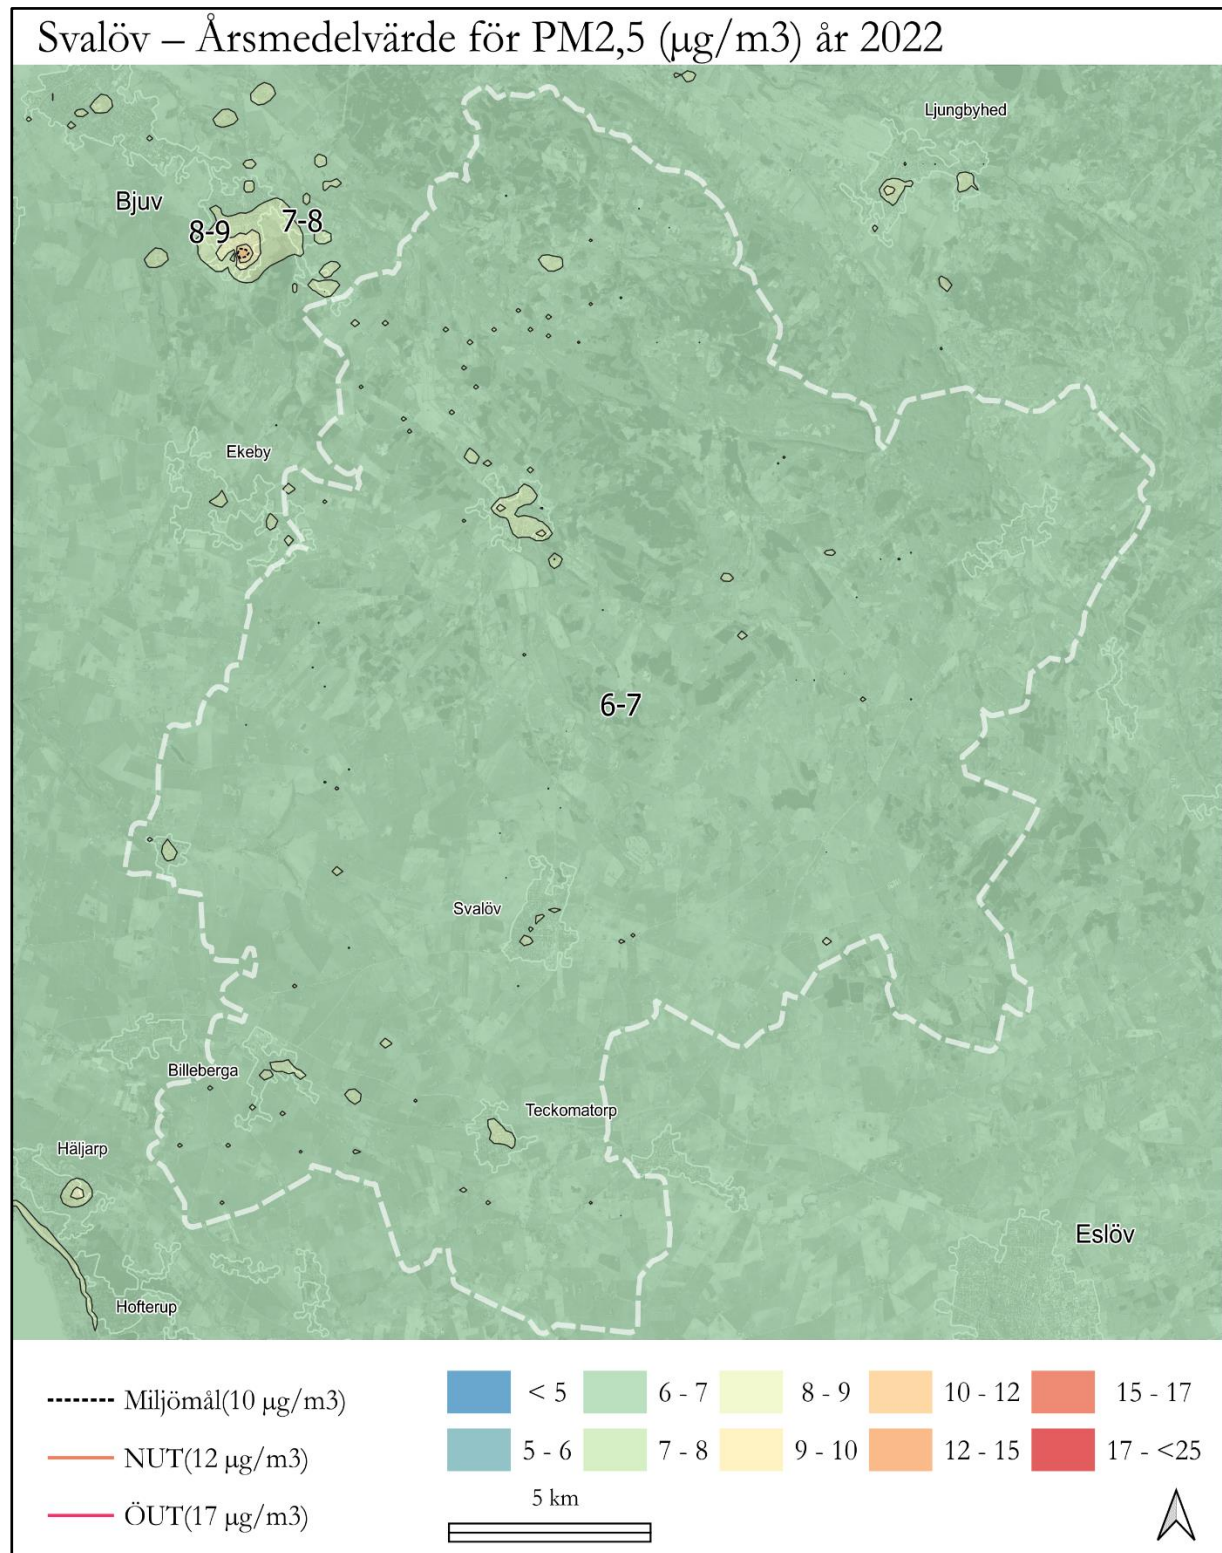 Svalöv – Årsmedelvärde för PM2,5 (μg/m3) år 2022
Ljungbyhed
Bjuv
8-9
7-8
Ekeby
6-7
Svalöv
Billeberga
Teckomatorp
Häljarp
Eslöv
Hofterup
Miljömål(10 μg/m3)
NUT(12 μg/m3)
ÖUT(17 μg/m3)
< 5
6 - 7
8 - 9
10 - 12
15 - 17
5 - 6
7 - 8
9 - 10
12 - 15
17 - <25
5 km